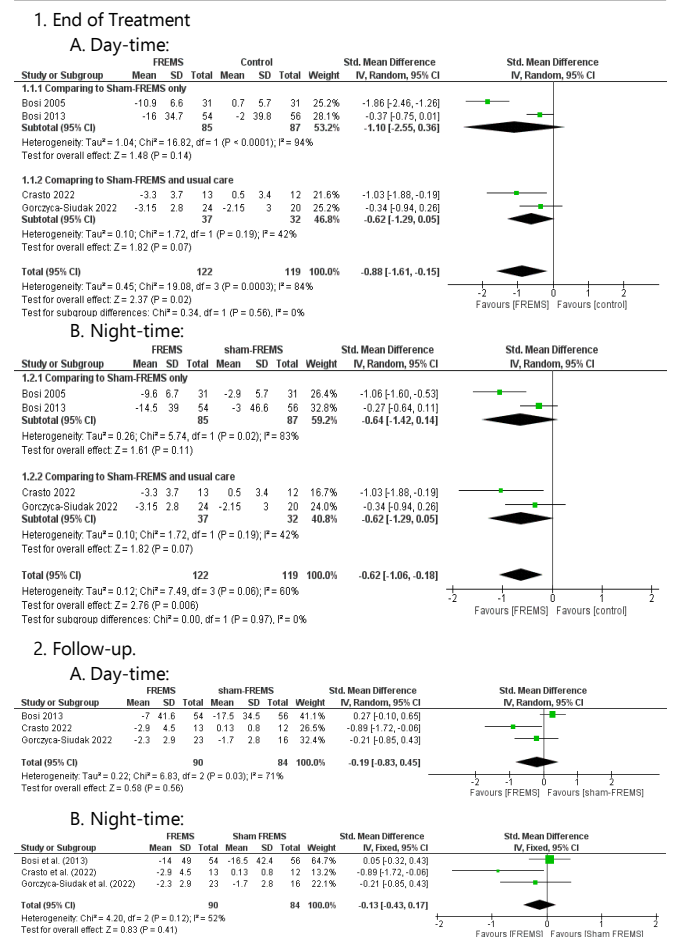 1. End of Treatment
A. Day-time:
FREMS Control Std. Mean Difference Std. Mean Difference
Study or Subgroup Mean SD Total Mean SD Total Weight IV, Random, 95% CI IV, Random, 95% CI
1.1.1 Comparing to Sham-FREMS only
Bosi 2005 -10.9 6.6 31 0.7 5.7 31 25.2% -1.86 [-2.46, -1.26]
Bosi 2013 -16 34.7 54 -2 39.8 56 28.1% -0.37 [-0.75, 0.01]
Subtotal (95% CI) 85 87 53.2% -1.10 [-2.55, 0.36]
Heterogeneity: Tau² = 1.04; Chi² = 16.82, df = 1 (P < 0.0001); I² = 94%
Test for overall effect: Z = 1.48 (P = 0.14)
1.1.2 Comapring to Sham-FREMS and usual care
Crasto 2022 -3.3 3.7 13 0.5 3.4 12 21.6% -1.03 [-1.88, -0.19]
Gorczyca-Siudak 2022 -3.15 2.8 24 -2.15 3 20 25.2% -0.34 [-0.94, 0.26]
Subtotal (95% CI) 37 32 46.8% -0.62 [-1.29, 0.05]
Heterogeneity: Tau² = 0.10; Chi² = 1.72, df = 1 (P = 0.19); I² = 42%
Test for overall effect: Z = 1.82 (P = 0.07)
Total (95% CI) 122 119 100.0% -0.88 [-1.61, -0.15]
Heterogeneity: Tau² = 0.45; Chi² = 19.08, df = 3 (P = 0.0003); I² = 84%
Test for overall effect: Z = 2.37 (P = 0.02)
Test for subgroup differences: Chi² = 0.34, df = 1 (P = 0.56), I² = 0%
-2 -1 0 1 2
Favours [FREMS] Favours [control]
B. Night-time:
FREMS sham-FREMS Std. Mean Difference Std. Mean Difference
Study or Subgroup Mean SD Total Mean SD Total Weight IV, Random, 95% CI IV, Random, 95% CI
1.2.1 Comparing to Sham-FREMS only
Bosi 2005 -9.6 6.7 31 -2.9 5.7 31 26.4% -1.06 [-1.60, -0.53]
Bosi 2013 -14.5 39 54 -3 46.6 56 32.8% -0.27 [-0.64, 0.11]
Subtotal (95% CI) 85 87 59.2% -0.64 [-1.42, 0.14]
Heterogeneity: Tau² = 0.26; Chi² = 5.74, df = 1 (P = 0.02); I² = 83%
Test for overall effect: Z = 1.61 (P = 0.11)
1.2.2 Comparing to Sham-FREMS and usual care
Crasto 2022 -3.3 3.7 13 0.5 3.4 12 16.7% -1.03 [-1.88, -0.19]
Gorczyca-Siudak 2022 -3.15 2.8 24 -2.15 3 20 24.0% -0.34 [-0.94, 0.26]
Subtotal (95% CI) 37 32 40.8% -0.62 [-1.29, 0.05]
Heterogeneity: Tau² = 0.10; Chi² = 1.72, df = 1 (P = 0.19); I² = 42%
Test for overall effect: Z = 1.82 (P = 0.07)
Total (95% CI) 122 119 100.0% -0.62 [-1.06, -0.18]
Heterogeneity: Tau² = 0.12; Chi² = 7.49, df = 3 (P = 0.06); I² = 60%
Test for overall effect: Z = 2.76 (P = 0.006)
Test for subgroup differences: Chi² = 0.00, df = 1 (P = 0.97), I² = 0%
-2 -1 0 1 2
Favours [FREMS] Favours [control]
2. Follow-up.
A. Day-time:
FREMS sham-FREMS Std. Mean Difference Std. Mean Difference
Study or Subgroup Mean SD Total Mean SD Total Weight IV, Random, 95% CI IV, Random, 95% CI
Bosi 2013 -7 41.6 54 -17.5 34.5 56 41.1% 0.27 [-0.10, 0.65]
Crasto 2022 -2.9 4.5 13 0.13 0.8 12 26.5% -0.89 [-1.72, -0.06]
Gorczyca-Siudak 2022 -2.3 2.9 23 -1.7 2.8 16 32.4% -0.21 [-0.85, 0.43]
Total (95% CI) 90 84 100.0% -0.19 [-0.83, 0.45]
Heterogeneity: Tau² = 0.22; Chi² = 6.83, df = 2 (P = 0.03); I² = 71%
Test for overall effect: Z = 0.58 (P = 0.56)
-2 -1 0 1 2
Favours [FREMS] Favours [sham-FREMS]
B. Night-time:
FREMS Sham FREMS Std. Mean Difference Std. Mean Difference
Study or Subgroup Mean SD Total Mean SD Total Weight IV, Fixed, 95% CI IV, Fixed, 95% CI
Bosi et al. (2013) -14 49 54 -16.5 42.4 56 64.7% 0.05 [-0.32, 0.43]
Crasto et al. (2022) -2.9 4.5 13 0.13 0.8 12 13.2% -0.89 [-1.72, -0.06]
Gorczyca-Siudak et al. (2022) -2.3 2.9 23 -1.7 2.8 16 22.1% -0.21 [-0.85, 0.43]
Total (95% CI) 90 84 100.0% -0.13 [-0.43, 0.17]
Heterogeneity: Chi² = 4.20, df = 2 (P = 0.12); I² = 52%
Test for overall effect: Z = 0.83 (P = 0.41)
-2 -1 0 1 2
Favours [FREMS] Favours [Sham FREMS]